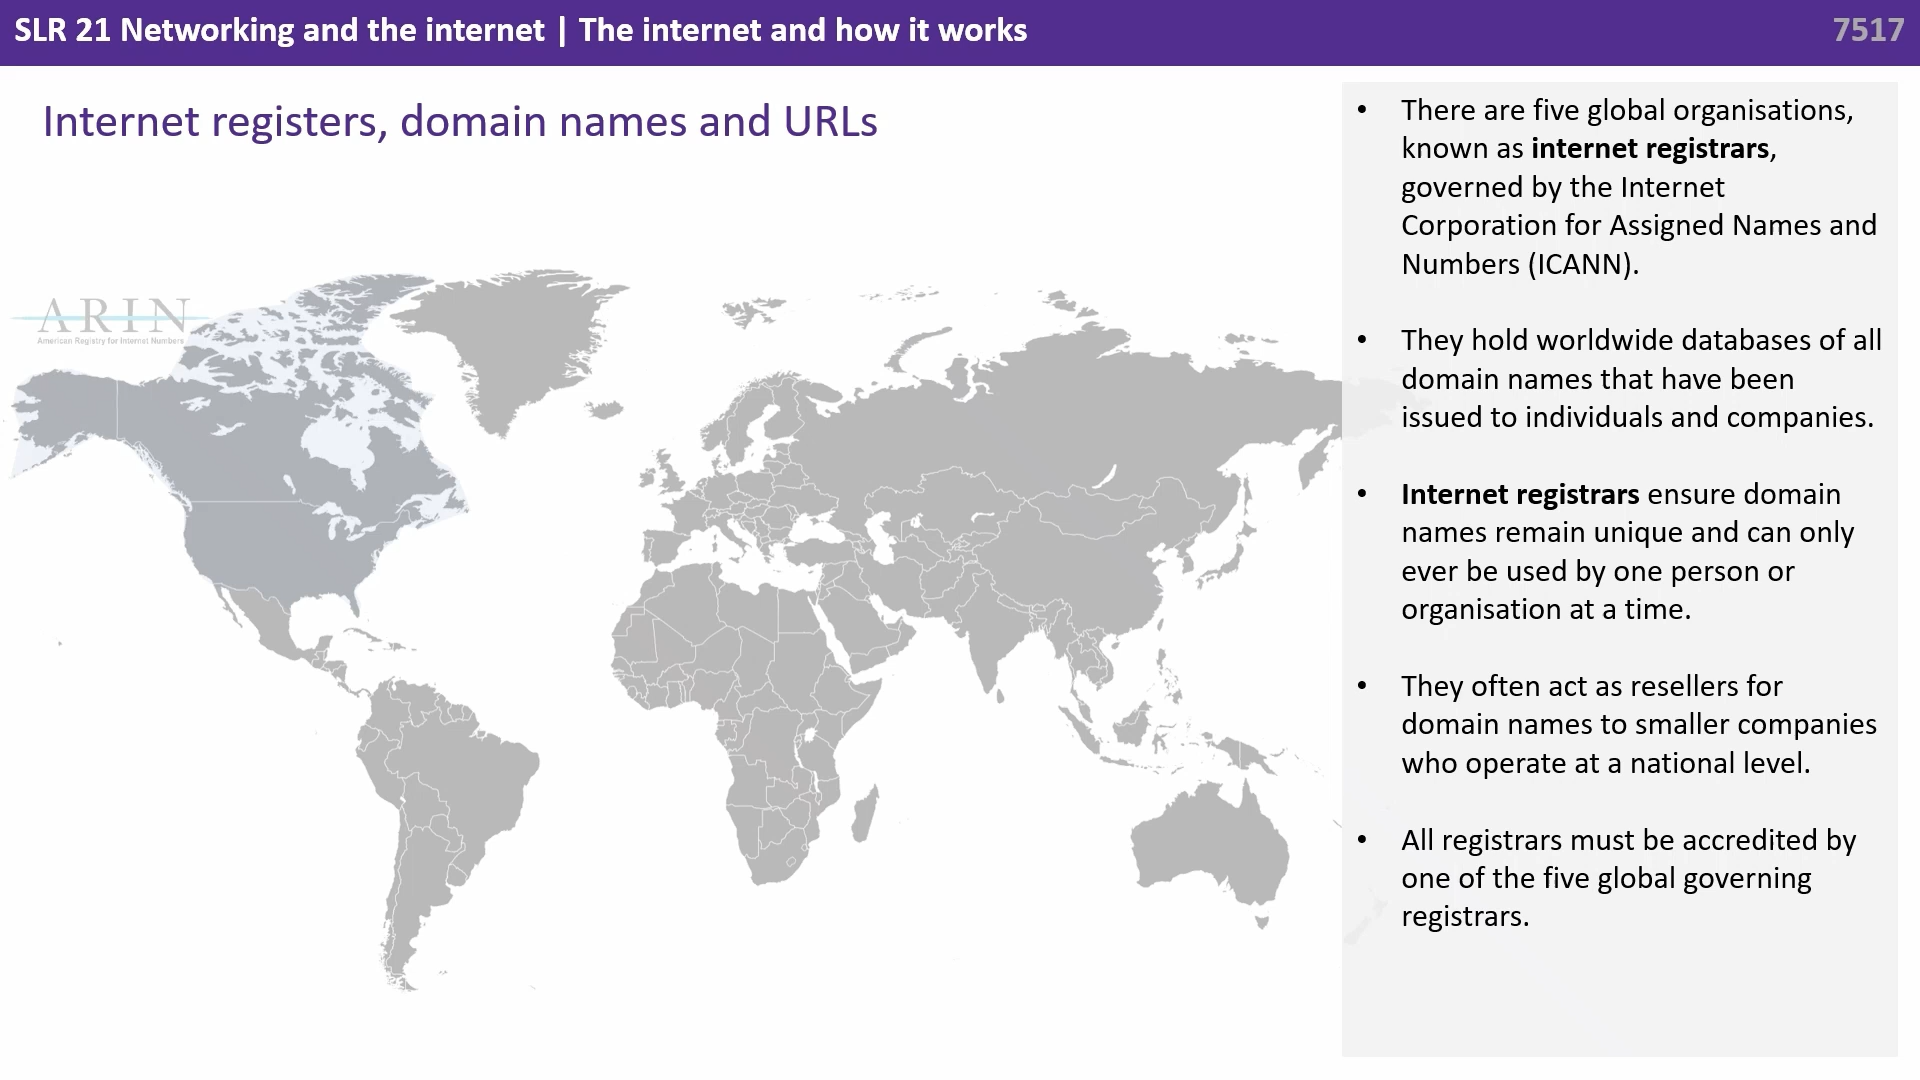 SLR 21 Networking and the internet | The internet and how it works
7517
Internet registers, domain names and URLs
ARIN
American Registry for Internet Numbers
• There are five global organisations,
known as internet registrars,
governed by the Internet
Corporation for Assigned Names and
Numbers (ICANN).
• They hold worldwide databases of all
domain names that have been
issued to individuals and companies.
• Internet registrars ensure domain
names remain unique and can only
ever be used by one person or
organisation at a time.
• They often act as resellers for
domain names to smaller companies
who operate at a national level.
• All registrars must be accredited by
one of the five global governing
registrars.